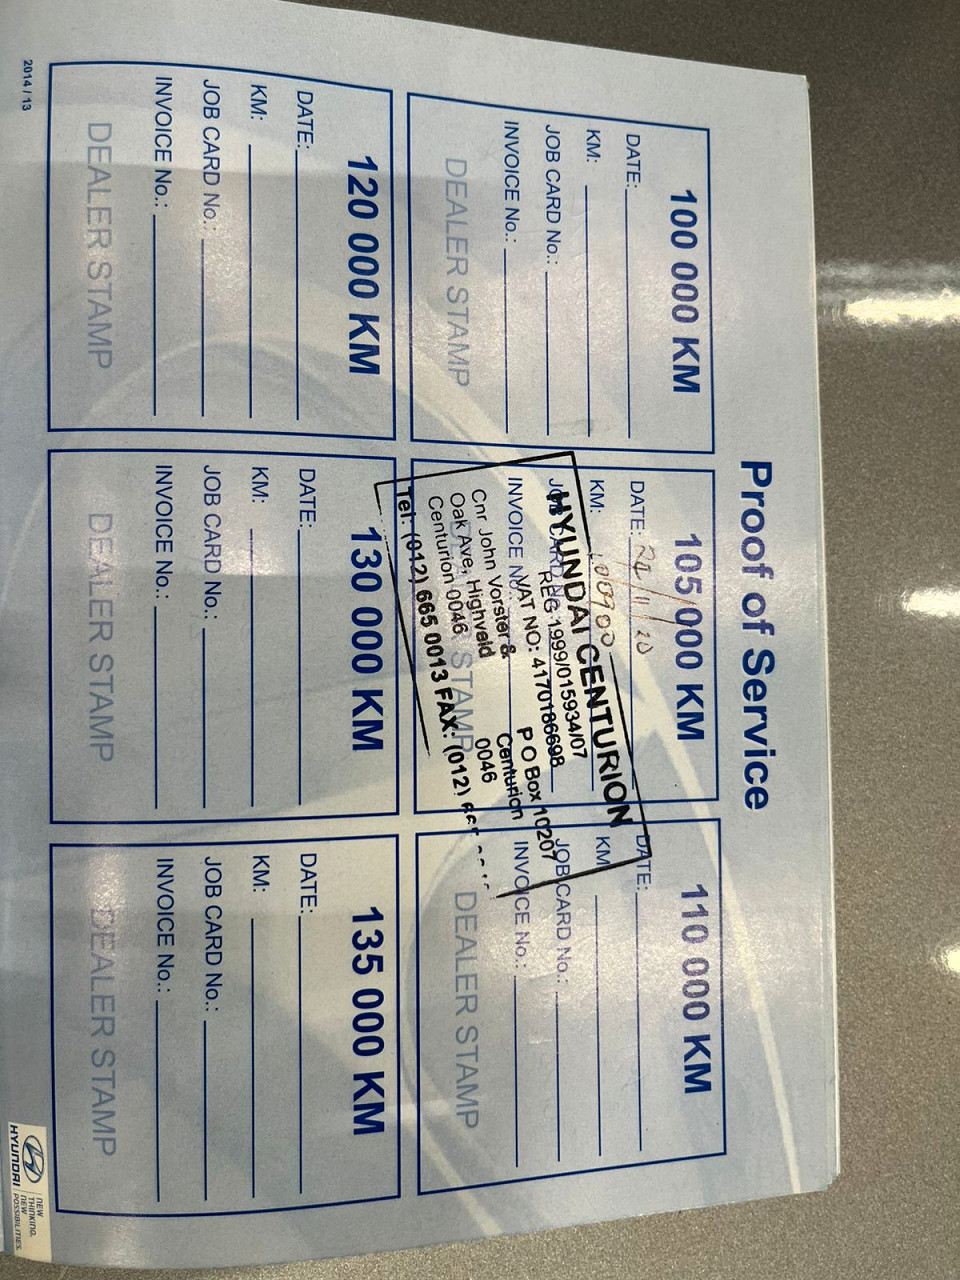 Proof of Service
100 000 KM
DATE:
KM:
JOB CARD No.:
INVOICE No.:
DEALER STAMP
105 000 KM
DATE: 24/11/20
KM:
JOB CARD No.:
INVOICE No.:
DEALER STAMP
HYUNDAI CENTURION
REG: 1999/015934/07
VAT NO: 4170186698
Cnr John Vorster & P O Box 10207
Oak Ave, Highveld Centurion
Centurion 0046 0046
Tel: (012) 665 0013 FAX: (012)
110 000 KM
DATE:
KM:
JOB CARD No.:
INVOICE No.:
DEALER STAMP
120 000 KM
DATE:
KM:
JOB CARD No.:
INVOICE No.:
DEALER STAMP
130 000 KM
DATE:
KM:
JOB CARD No.:
INVOICE No.:
DEALER STAMP
135 000 KM
DATE:
KM:
JOB CARD No.:
INVOICE No.:
DEALER STAMP
2014 / 13
HYUNDAI
NEW
THINKING.
NEW
POSSIBILITIES.